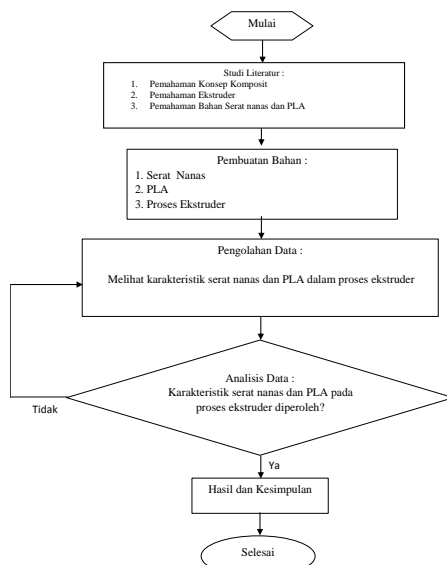 Mulai
Studi Literatur :
1. Pemahaman Konsep Komposit
2. Pemahaman Ekstruder
3. Pemahaman Bahan Serat nanas dan PLA
Pembuatan Bahan :
1. Serat Nanas
2. PLA
3. Proses Ekstruder
Pengolahan Data :
Melihat karakteristik serat nanas dan PLA dalam proses ekstruder
Analisis Data :
Karakteristik serat nanas dan PLA pada
proses ekstruder diperoleh?
Tidak
Ya
Hasil dan Kesimpulan
Selesai